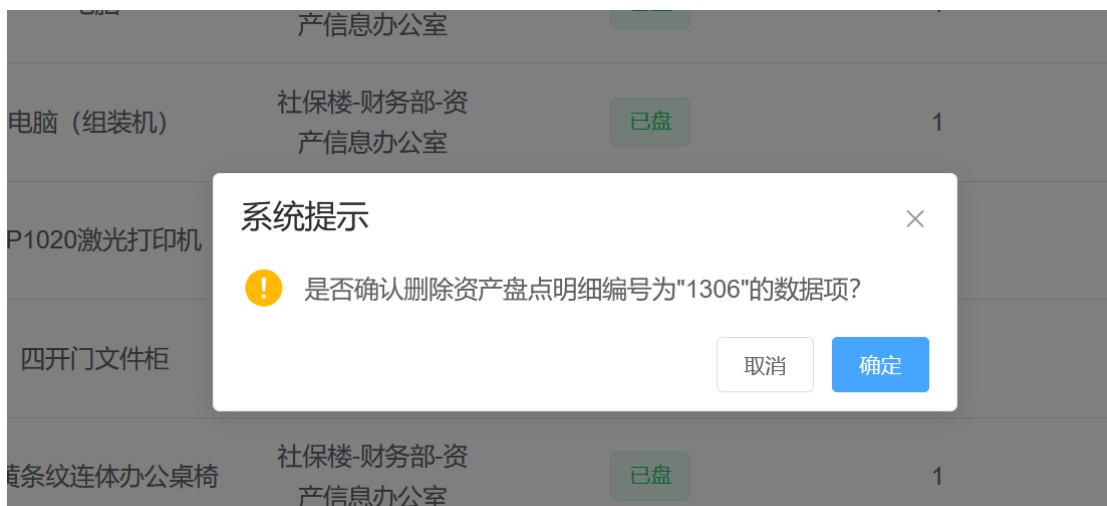 产信息办公室
电脑（组装机）
社保楼-财务部-资
产信息办公室
已盘
1
系统提示
P1020激光打印机
是否确认删除资产盘点明细编号为"1306"的数据项？
取消
确定
四开门文件柜
条纹连体办公桌椅
社保楼-财务部-资
产信息办公室
已盘
1